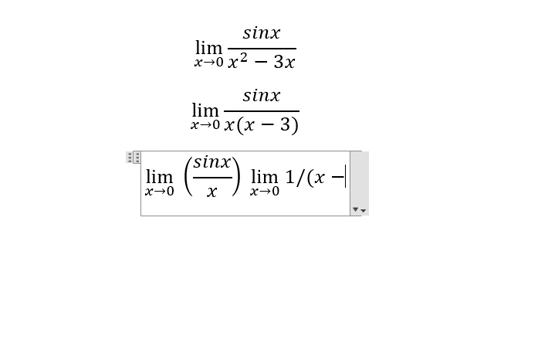 lim x→0 sinx / x² − 3x
lim x→0 sinx / x(x − 3)
lim x→0 (sinx / x) lim x→0 1/(x −